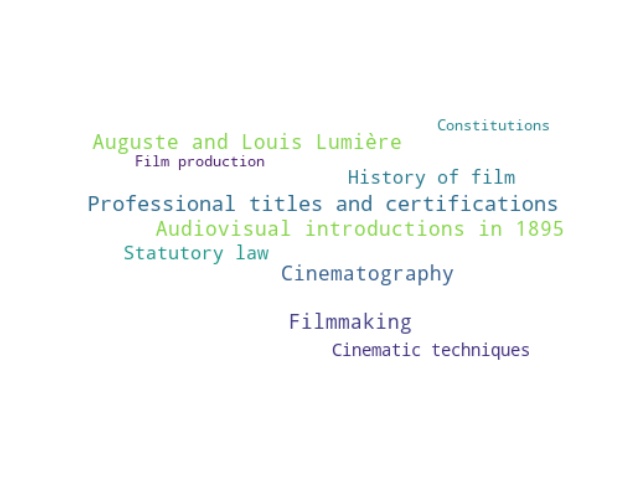 Constitutions
Auguste and Louis Lumière
Film production
History of film
Professional titles and certifications
Audiovisual introductions in 1895
Statutory law
Cinematography
Filmmaking
Cinematic techniques